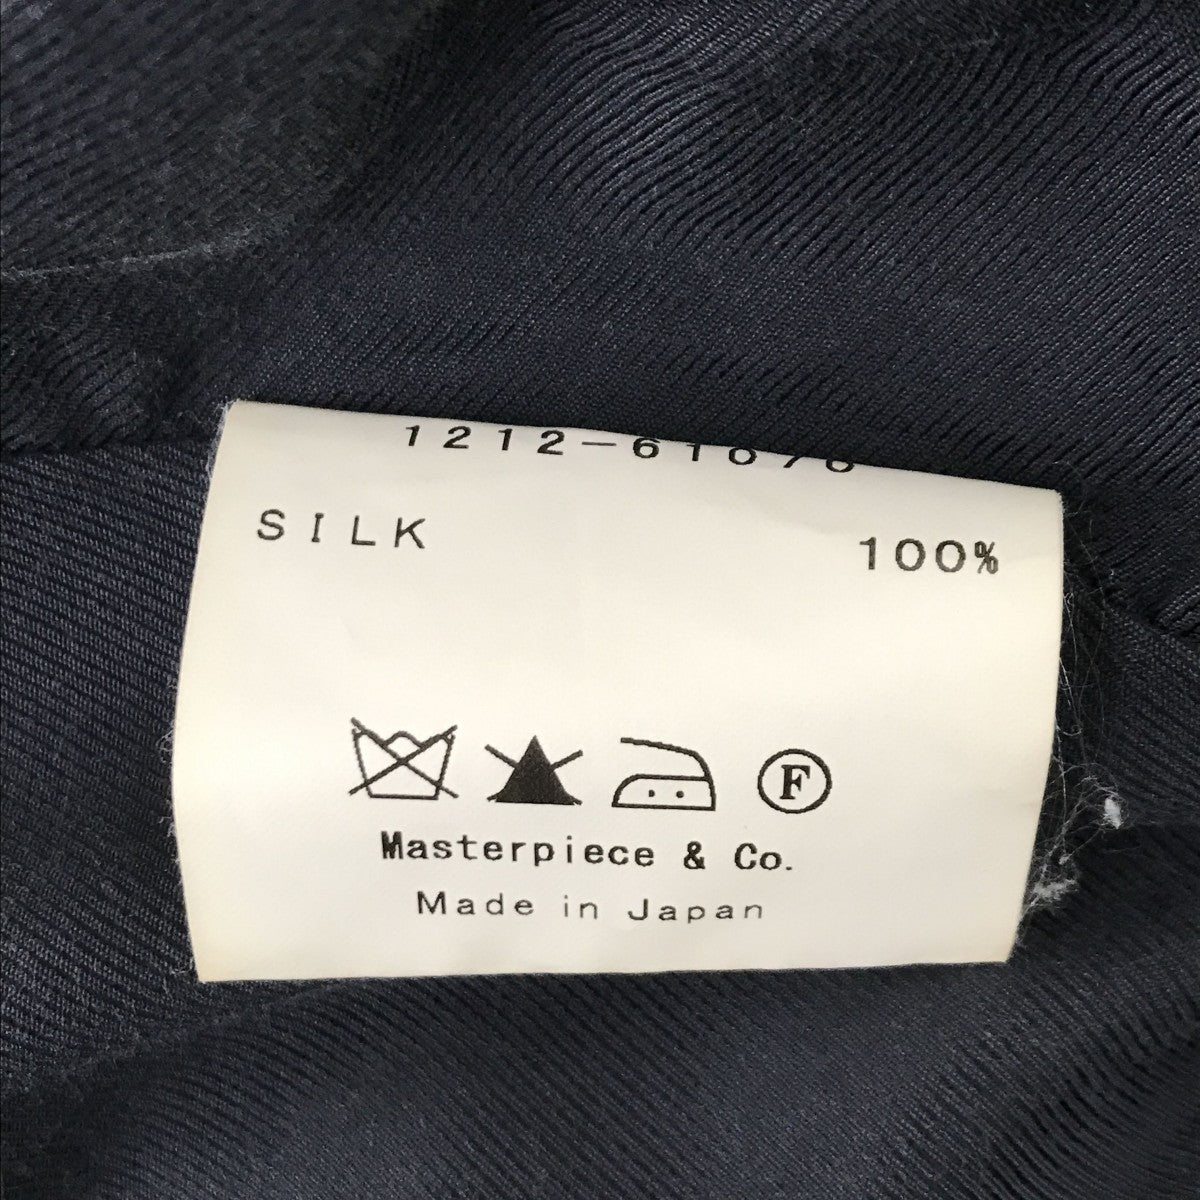 SILK 100%
F
Masterpiece & Co.
Made in Japan